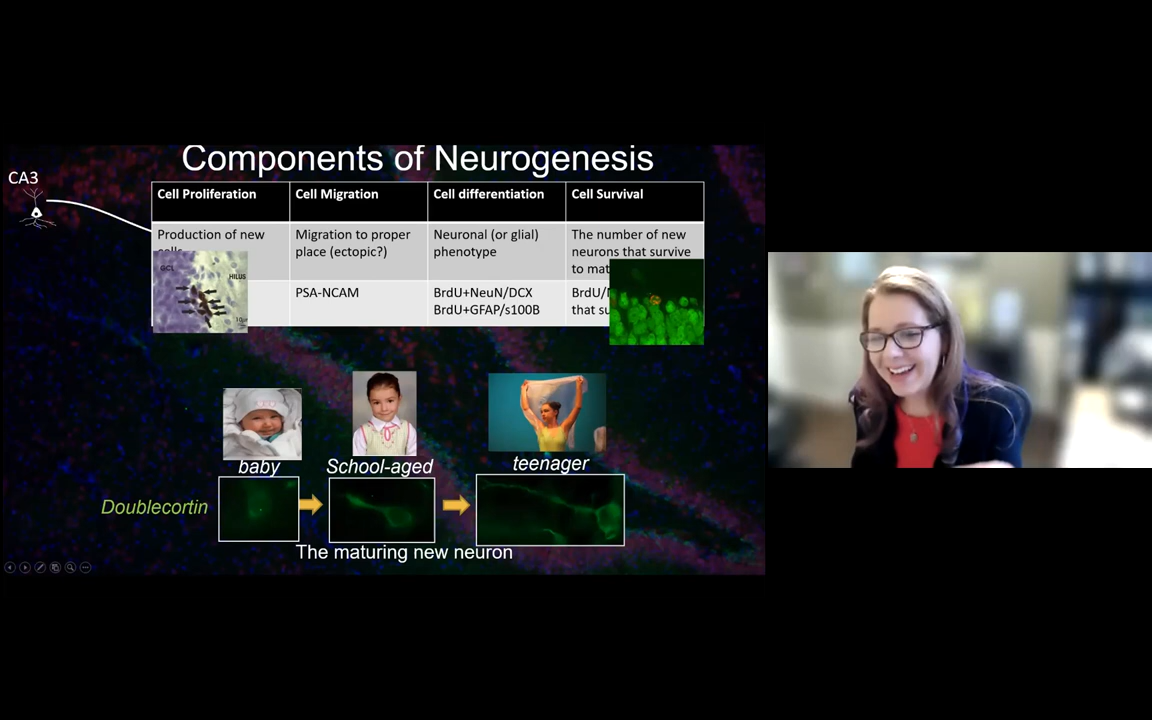 Components of Neurogenesis
CA3
Cell Proliferation
Cell Migration
Cell differentiation
Cell Survival
Production of new
Migration to proper
place (ectopic?)
Neuronal (or glial)
phenotype
The number of new
neurons that survive
to mat
GCL
HILUS
PSA-NCAM
BrdU+NeuN/DCX
BrdU+GFAP/s100B
BrdU/
that su
baby
School-aged
teenager
Doublecortin
The maturing new neuron